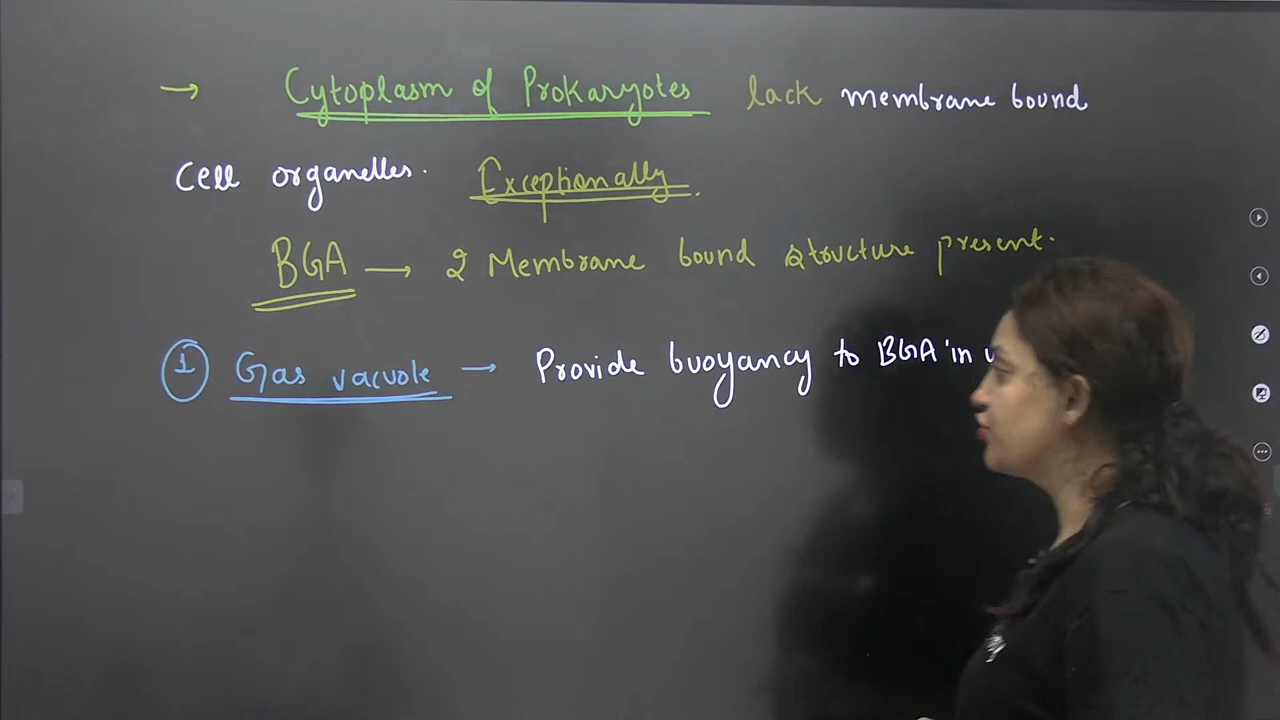 → Cytoplasm of Prokaryotes lack membrane bound
Cell organelles. Exceptionally.
BGA → 2 Membrane bound structure present.
① Gas vacuole → Provide buoyancy to BGA in